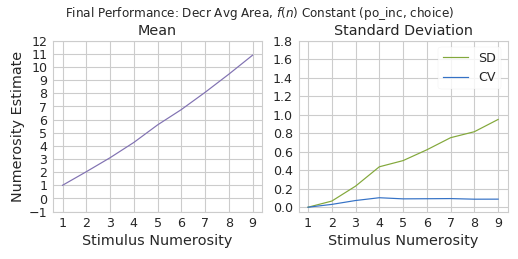 Final Performance: Decr Avg Area, f(n) Constant (po_inc, choice)
Mean
Standard Deviation
Numerosity Estimate
12
11
10
9
8
7
6
5
4
3
2
1
0
−1
1 2 3 4 5 6 7 8 9
Stimulus Numerosity
1.8
1.6
1.4
1.2
1.0
0.8
0.6
0.4
0.2
0.0
SD
CV
1 2 3 4 5 6 7 8 9
Stimulus Numerosity